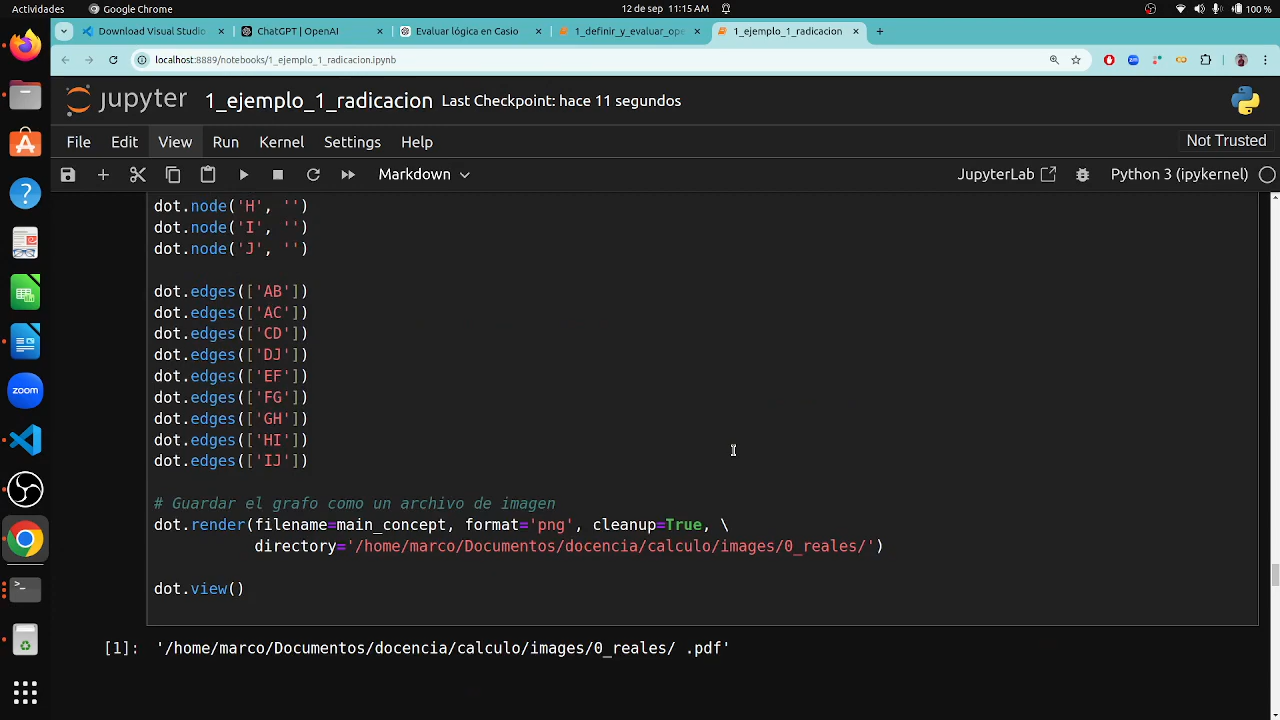 Actividades
Google Chrome
12 de sep 11:15 AM
100 %
Download Visual Studio
ChatGPT | OpenAI
Evaluar lógica en Casio
1_definir_y_evaluar_ope
1_ejemplo_1_radicacion
localhost:8889/notebooks/1_ejemplo_1_radicacion.ipynb
jupyter
1_ejemplo_1_radicacion Last Checkpoint: hace 11 segundos
File Edit View Run Kernel Settings Help
Not Trusted
Markdown
JupyterLab
Python 3 (ipykernel)
dot.node('H', '')
dot.node('I', '')
dot.node('J', '')
dot.edges(['AB'])
dot.edges(['AC'])
dot.edges(['CD'])
dot.edges(['DJ'])
dot.edges(['EF'])
dot.edges(['FG'])
dot.edges(['GH'])
dot.edges(['HI'])
dot.edges(['IJ'])
# Guardar el grafo como un archivo de imagen
dot.render(filename=main_concept, format='png', cleanup=True, \
directory='/home/marco/Documentos/docencia/calculo/images/0_reales/')
dot.view()
[1]: '/home/marco/Documentos/docencia/calculo/images/0_reales/ .pdf'
zoom